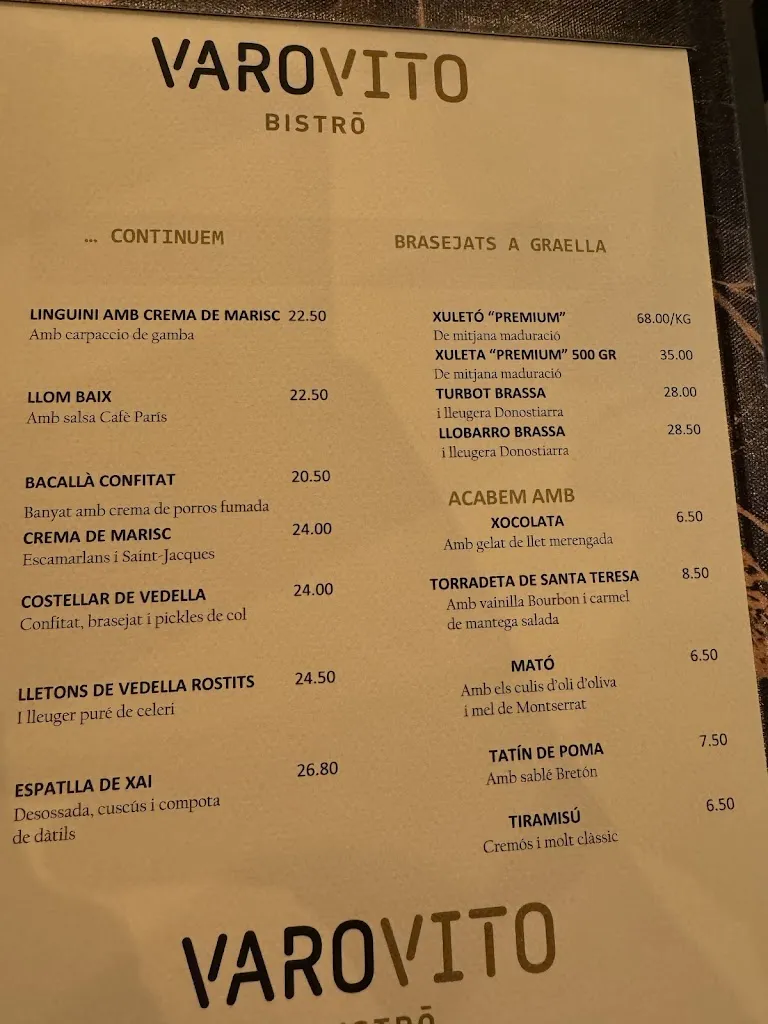 VAROVITO
BISTRŌ
... CONTINUEM
LINGUINI AMB CREMA DE MARISC 22.50
Amb carpaccio de gamba
LLOM BAIX 22.50
Amb salsa Cafè París
BACALLÀ CONFITAT 20.50
Banyat amb crema de porros fumada
CREMA DE MARISC 24.00
Escamarlans i Saint-Jacques
COSTELLAR DE VEDELLA 24.00
Confitat, brasejat i pickles de col
LLETONS DE VEDELLA ROSTITS 24.50
I lleuger puré de celeri
ESPATLLA DE XAI 26.80
Desossada, cuscús i compota
de dàtils
BRASEJATS A GRAELLA
XULETÓ “PREMIUM” 68.00/KG
De mitjana maduració
XULETA “PREMIUM” 500 GR 35.00
De mitjana maduració
TURBOT BRASSA 28.00
i lleugera Donostiarra
LLOBARRO BRASSA 28.50
i lleugera Donostiarra
ACABEM AMB
XOCOLATA 6.50
Amb gelat de llet merengada
TORRADETA DE SANTA TERESA 8.50
Amb vainilla Bourbon i carmel
de mantega salada
MATÓ 6.50
Amb els culis d'oli d'oliva
i mel de Montserrat
TATÍN DE POMA 7.50
Amb sablé Bretón
TIRAMISÚ 6.50
Cremós i molt clàssic
VAROVITO
BISTRŌ